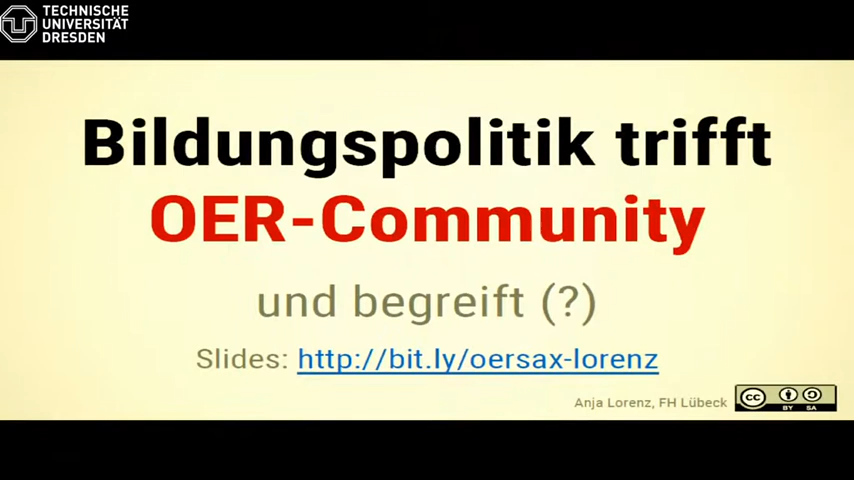 TECHNISCHE
UNIVERSITÄT
DRESDEN
Bildungspolitik trifft
OER-Community
und begreift (?)
Slides: http://bit.ly/oersax-lorenz
Anja Lorenz, FH Lübeck
cc
BY SA